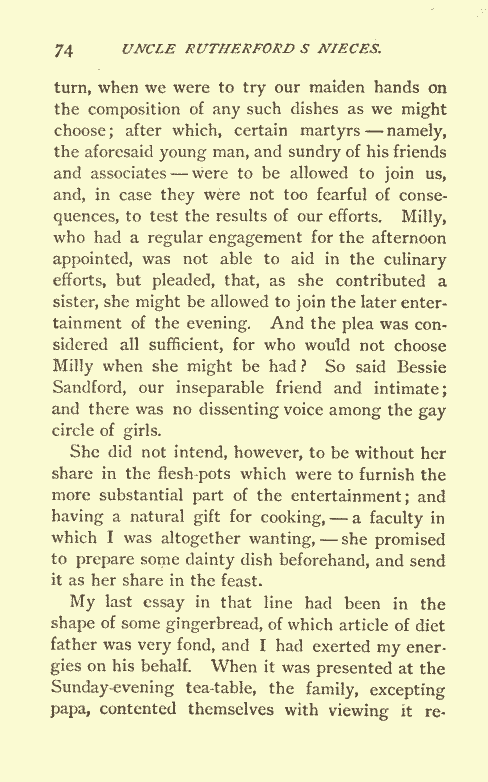 74 UNCLE RUTHERFORD S NIECES.
turn, when we were to try our maiden hands on
the composition of any such dishes as we might
choose; after which, certain martyrs — namely,
the aforesaid young man, and sundry of his friends
and associates — were to be allowed to join us,
and, in case they were not too fearful of conse-
quences, to test the results of our efforts. Milly,
who had a regular engagement for the afternoon
appointed, was not able to aid in the culinary
efforts, but pleaded, that, as she contributed a
sister, she might be allowed to join the later enter-
tainment of the evening. And the plea was con-
sidered all sufficient, for who would not choose
Milly when she might be had? So said Bessie
Sandford, our inseparable friend and intimate;
and there was no dissenting voice among the gay
circle of girls.
She did not intend, however, to be without her
share in the flesh-pots which were to furnish the
more substantial part of the entertainment; and
having a natural gift for cooking, — a faculty in
which I was altogether wanting, — she promised
to prepare some dainty dish beforehand, and send
it as her share in the feast.
My last essay in that line had been in the
shape of some gingerbread, of which article of diet
father was very fond, and I had exerted my ener-
gies on his behalf. When it was presented at the
Sunday-evening tea-table, the family, excepting
papa, contented themselves with viewing it re-